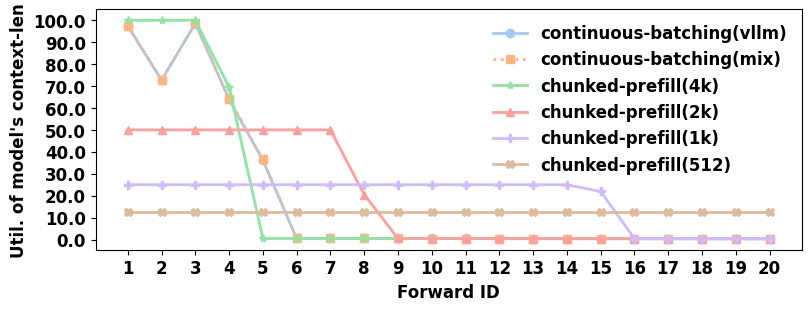 Util. of model's context-len
100.0
90.0
80.0
70.0
60.0
50.0
40.0
30.0
20.0
10.0
0.0
continuous-batching(vllm)
continuous-batching(mix)
chunked-prefill(4k)
chunked-prefill(2k)
chunked-prefill(1k)
chunked-prefill(512)
1 2 3 4 5 6 7 8 9 10 11 12 13 14 15 16 17 18 19 20
Forward ID